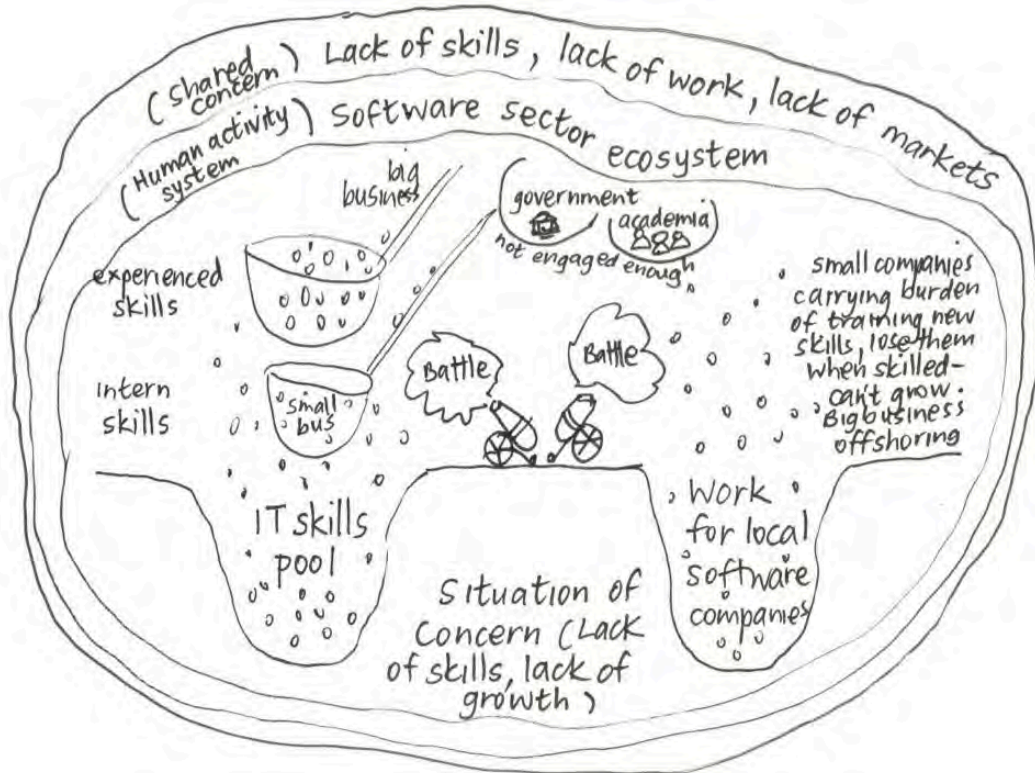 (shared concern) Lack of skills, lack of work, lack of markets
(Human activity system) Software sector ecosystem
big
business
government
academia
not engaged enough
experienced
skills
intern
skills
small
bus
Battle
Battle
small companies
carrying burden
of training new
skills, lose them
when skilled-
can't grow.
Big business
offshoring
IT skills
pool
Work
for local
software
companies
Situation of
concern (Lack
of skills, lack of
growth)